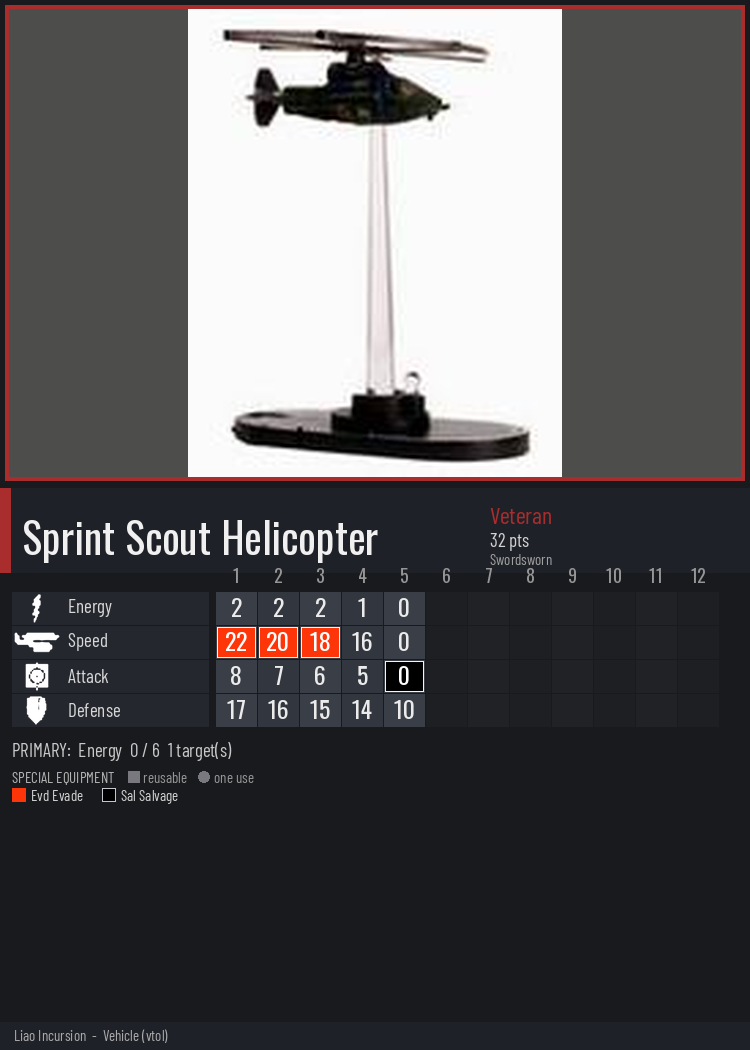 Sprint Scout Helicopter
Veteran
32 pts
Swordsworn
1 2 3 4 5 6 7 8 9 10 11 12
Energy 2 2 2 1 0
Speed 22 20 18 16 0
Attack 8 7 6 5 0
Defense 17 16 15 14 10
PRIMARY: Energy 0 / 6 1 target(s)
SPECIAL EQUIPMENT reusable one use
Evd Evade Sal Salvage
Liao Incursion - Vehicle (vtol)